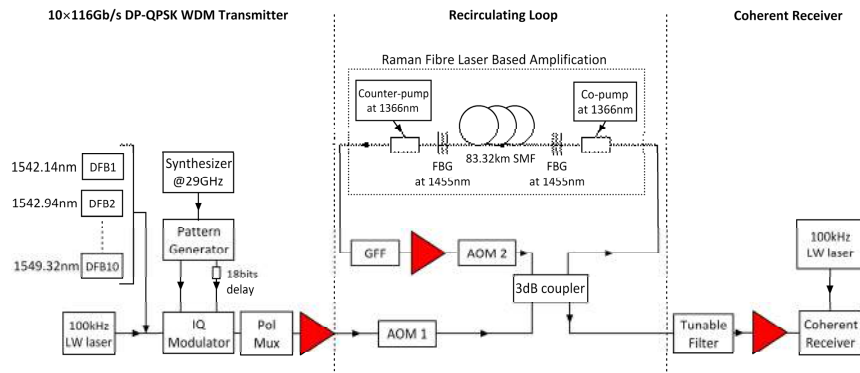 10×116Gb/s DP-QPSK WDM Transmitter
Recirculating Loop
Coherent Receiver
Raman Fibre Laser Based Amplification
Counter-pump
at 1366nm
Co-pump
at 1366nm
FBG
at 1455nm
83.32km SMF
FBG
at 1455nm
1542.14nm
DFB1
1542.94nm
DFB2
1549.32nm
DFB10
Synthesizer
@29GHz
Pattern
Generator
18bits
delay
GFF
AOM 2
3dB coupler
100kHz
LW laser
100kHz
LW laser
IQ
Modulator
Pol
Mux
AOM 1
Tunable
Filter
Coherent
Receiver